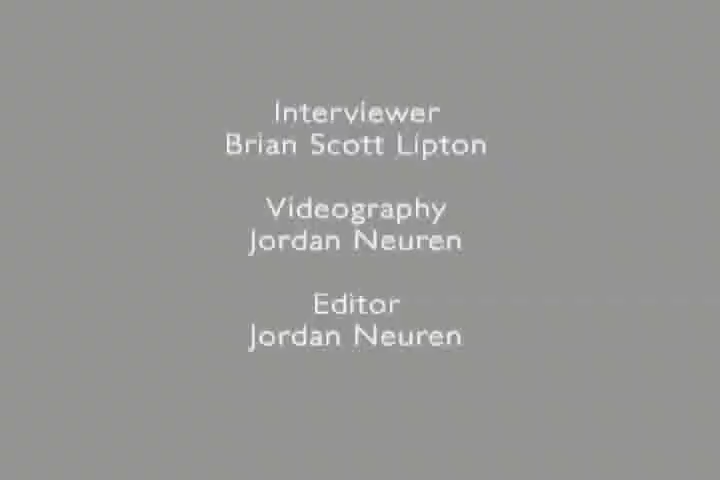 Interviewer
Brian Scott Lipton
Videography
Jordan Neuren
Editor
Jordan Neuren